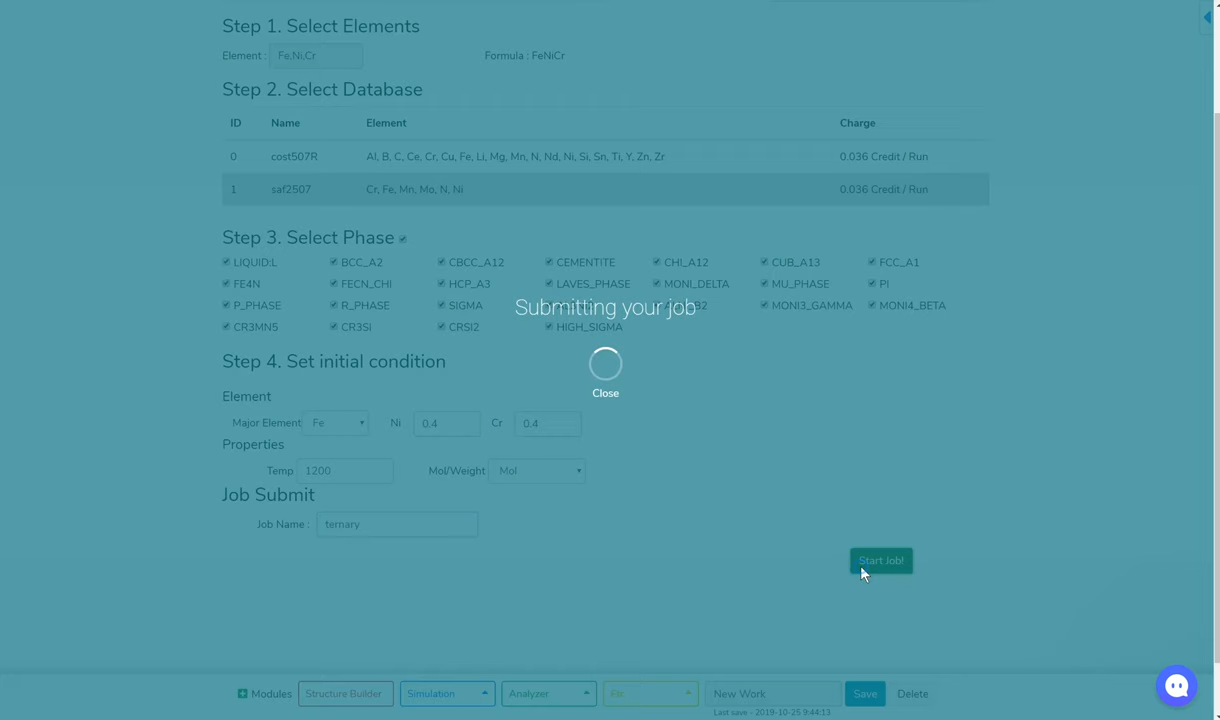 Step 1. Select Elements
Element : Fe,Ni,Cr Formula : FeNiCr
Step 2. Select Database
ID Name Element Charge
0 cost507R Al, B, C, Ce, Cr, Cu, Fe, Li, Mg, Mn, N, Nd, Ni, Si, Sn, Ti, Y, Zn, Zr 0.036 Credit / Run
1 saf2507 Cr, Fe, Mn, Mo, N, Ni 0.036 Credit / Run
Step 3. Select Phase
LIQUID:L BCC_A2 CBCC_A12 CEMENTITE CHI_A12 CUB_A13 FCC_A1
FE4N FECN_CHI HCP_A3 LAVES_PHASE MONI_DELTA MU_PHASE PI
P_PHASE R_PHASE SIGMA MONI3_GAMMA MONI4_BETA
Submitting your job
CR3MN5 CR3SI CRSI2 HIGH_SIGMA
Step 4. Set initial condition
Close
Element
Major Element Fe Ni 0.4 Cr 0.4
Properties
Temp 1200 Mol/Weight Mol
Job Submit
Job Name : ternary
Start Job!
Modules Structure Builder Simulation Analyzer New Work Save Delete
Last save - 2019-10-25 9:44:13